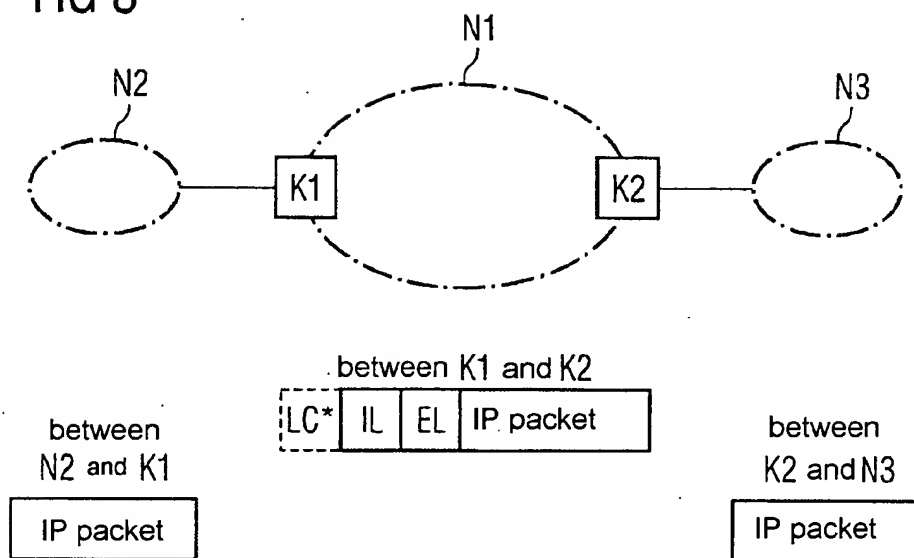 FIG
N1
N2
N3
K1
K2
between K1 and K2
LC* IL EL IP packet
between
N2 and K1
IP packet
between
K2 and N3
IP packet